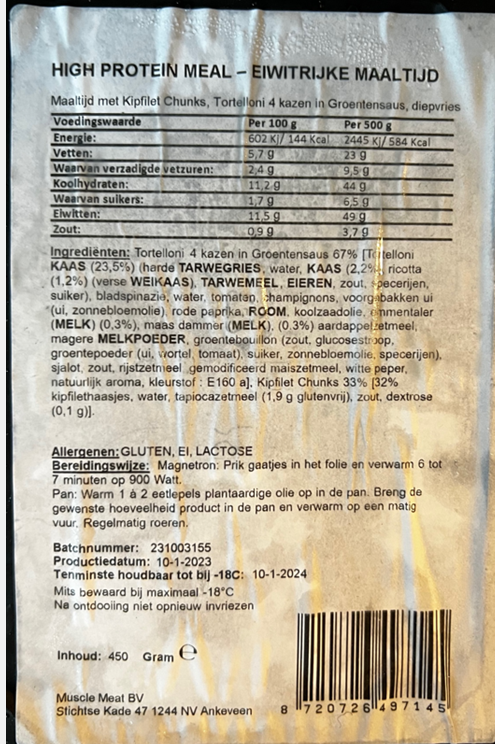 HIGH PROTEIN MEAL – EIWITRIJKE MAALTIJD
Maaltijd met Kipfilet Chunks, Tortelloni 4 kazen in Groentensaus, diepvries
Voedingswaarde Per 100 g Per 500 g
Energie: 602 Kj/ 144 Kcal 2445 Kj/ 584 Kcal
Vetten: 5,7 g 23 g
Waarvan verzadigde vetzuren: 2,4 g 9,5 g
Koolhydraten: 11,2 g 44 g
Waarvan suikers: 1,7 g 6,5 g
Eiwitten: 11,5 g 49 g
Zout: 0,9 g 3,7 g
Ingrediënten: Tortelloni 4 kazen in Groentensaus 67% [Tortelloni
KAAS (23,5%) (harde TARWEGRIES, water, KAAS (2,2%, ricotta
(1,2%) (verse WEIKAAS), TARWEMEEL, EIEREN, zout, specerijen,
suiker), bladspinazie, water, tomaten, champignons, voorgebakken ui
(ui, zonnebloemolie), rode paprika, ROOM, koolzaadolie, emmentaler
(MELK) (0,3%), maas dammer (MELK), (0,3%) aardappelzetmeel,
magere MELKPOEDER, groentebouillon (zout, glucosestroop,
groentepoeder (ui, wortel, tomaat), suiker, zonnebloemolie, specerijen),
sjalot, zout, rijstzetmeel ,gemodificeerd maiszetmeel, witte peper,
natuurlijk aroma, kleurstof : E160 a], Kipfilet Chunks 33% [32%
kipfilethaasjes, water, tapiocazetmeel (1,9 g glutenvrij), zout, dextrose
(0,1 g)].
Allergenen: GLUTEN, EI, LACTOSE
Bereidingswijze: Magnetron: Prik gaatjes in het folie en verwarm 6 tot
7 minuten op 900 Watt.
Pan: Warm 1 à 2 eetlepels plantaardige olie op in de pan. Breng de
gewenste hoeveelheid product in de pan en verwarm op een matig
vuur. Regelmatig roeren.
Batchnummer: 231003155
Productiedatum: 10-1-2023
Tenminste houdbaar tot bij -18C: 10-1-2024
Mits bewaard bij maximaal -18°C
Na ontdooiing niet opnieuw invriezen
Inhoud: 450 Gram e
Muscle Meat BV
Stichtse Kade 47 1244 NV Ankeveen
8 720726 497145